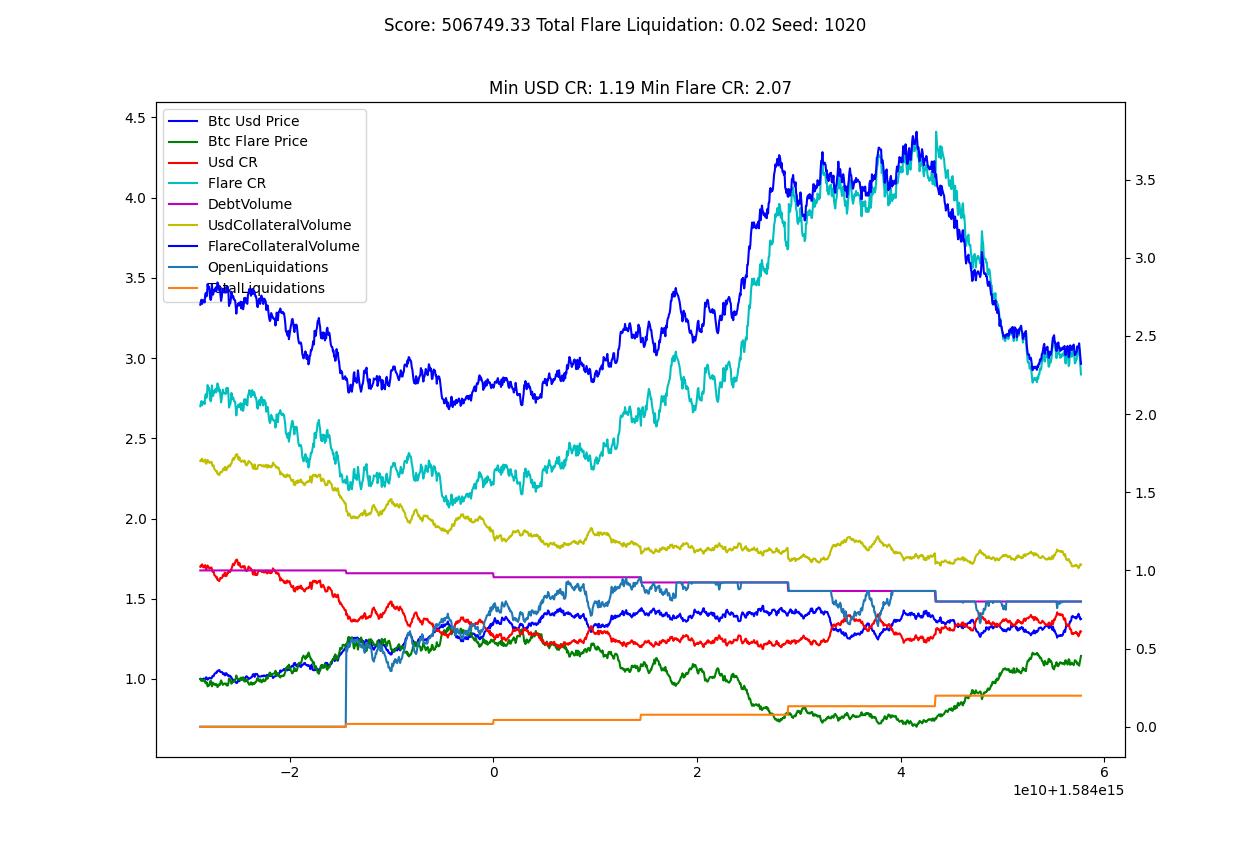 Score: 506749.33 Total Flare Liquidation: 0.02 Seed: 1020
Min USD CR: 1.19 Min Flare CR: 2.07
Btc Usd Price
Btc Flare Price
Usd CR
Flare CR
DebtVolume
UsdCollateralVolume
FlareCollateralVolume
OpenLiquidations
TotalLiquidations
4.5
4.0
3.5
3.0
2.5
2.0
1.5
1.0
3.5
3.0
2.5
2.0
1.5
1.0
0.5
0.0
−2 0 2 4 6
1e10+1.584e15